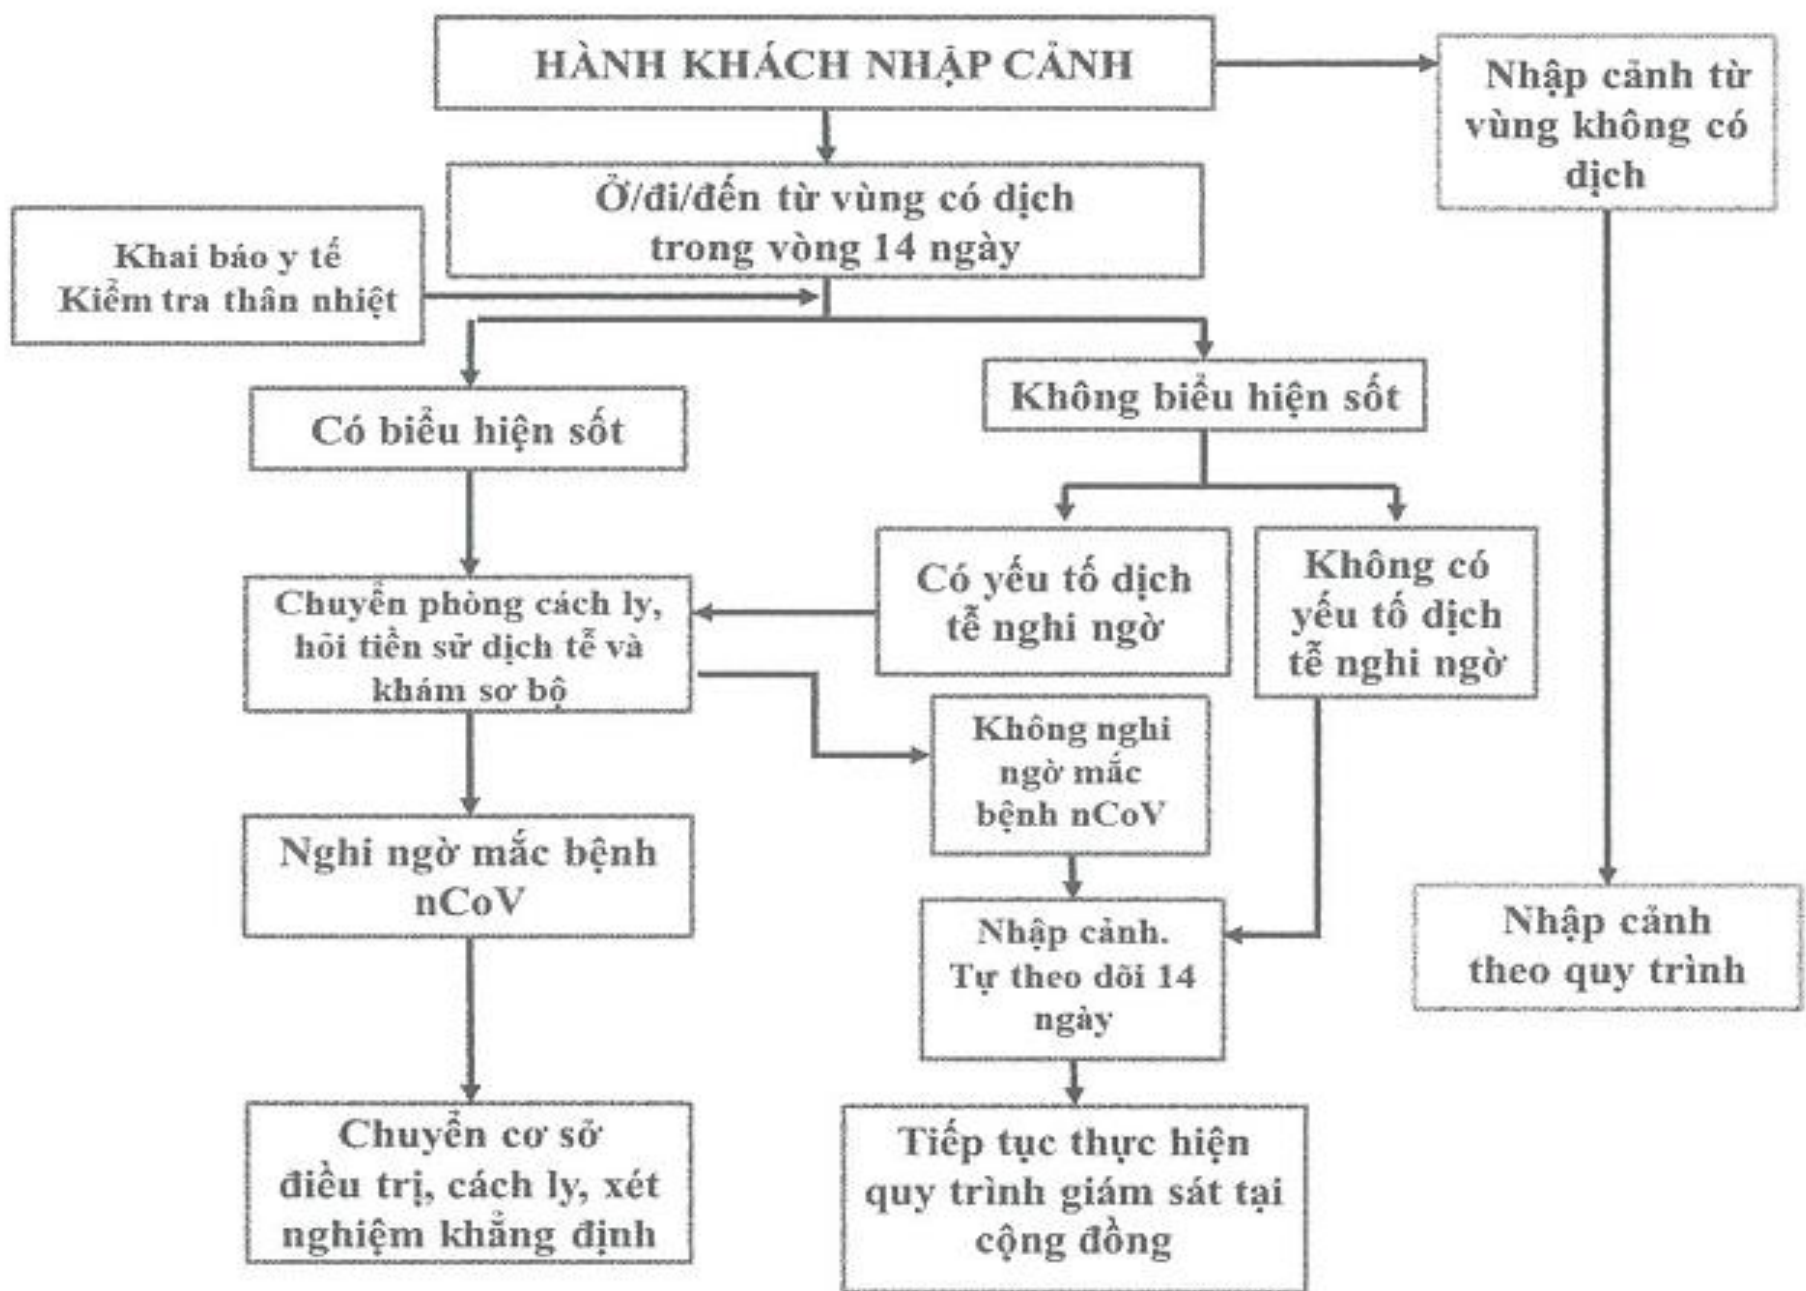 HÀNH KHÁCH NHẬP CẢNH
Nhập cảnh từ
vùng không có
dịch
Ở/đi/đến từ vùng có dịch
trong vòng 14 ngày
Khai báo y tế
Kiểm tra thân nhiệt
Có biểu hiện sốt
Không biểu hiện sốt
Có yếu tố dịch
tễ nghi ngờ
Không có
yếu tố dịch
tễ nghi ngờ
Chuyển phòng cách ly,
hỏi tiền sử dịch tễ và
khám sơ bộ
Không nghi
ngờ mắc
bệnh nCoV
Nghi ngờ mắc bệnh
nCoV
Nhập cảnh.
Tự theo dõi 14
ngày
Nhập cảnh
theo quy trình
Chuyển cơ sở
điều trị, cách ly, xét
nghiệm khẳng định
Tiếp tục thực hiện
quy trình giám sát tại
cộng đồng